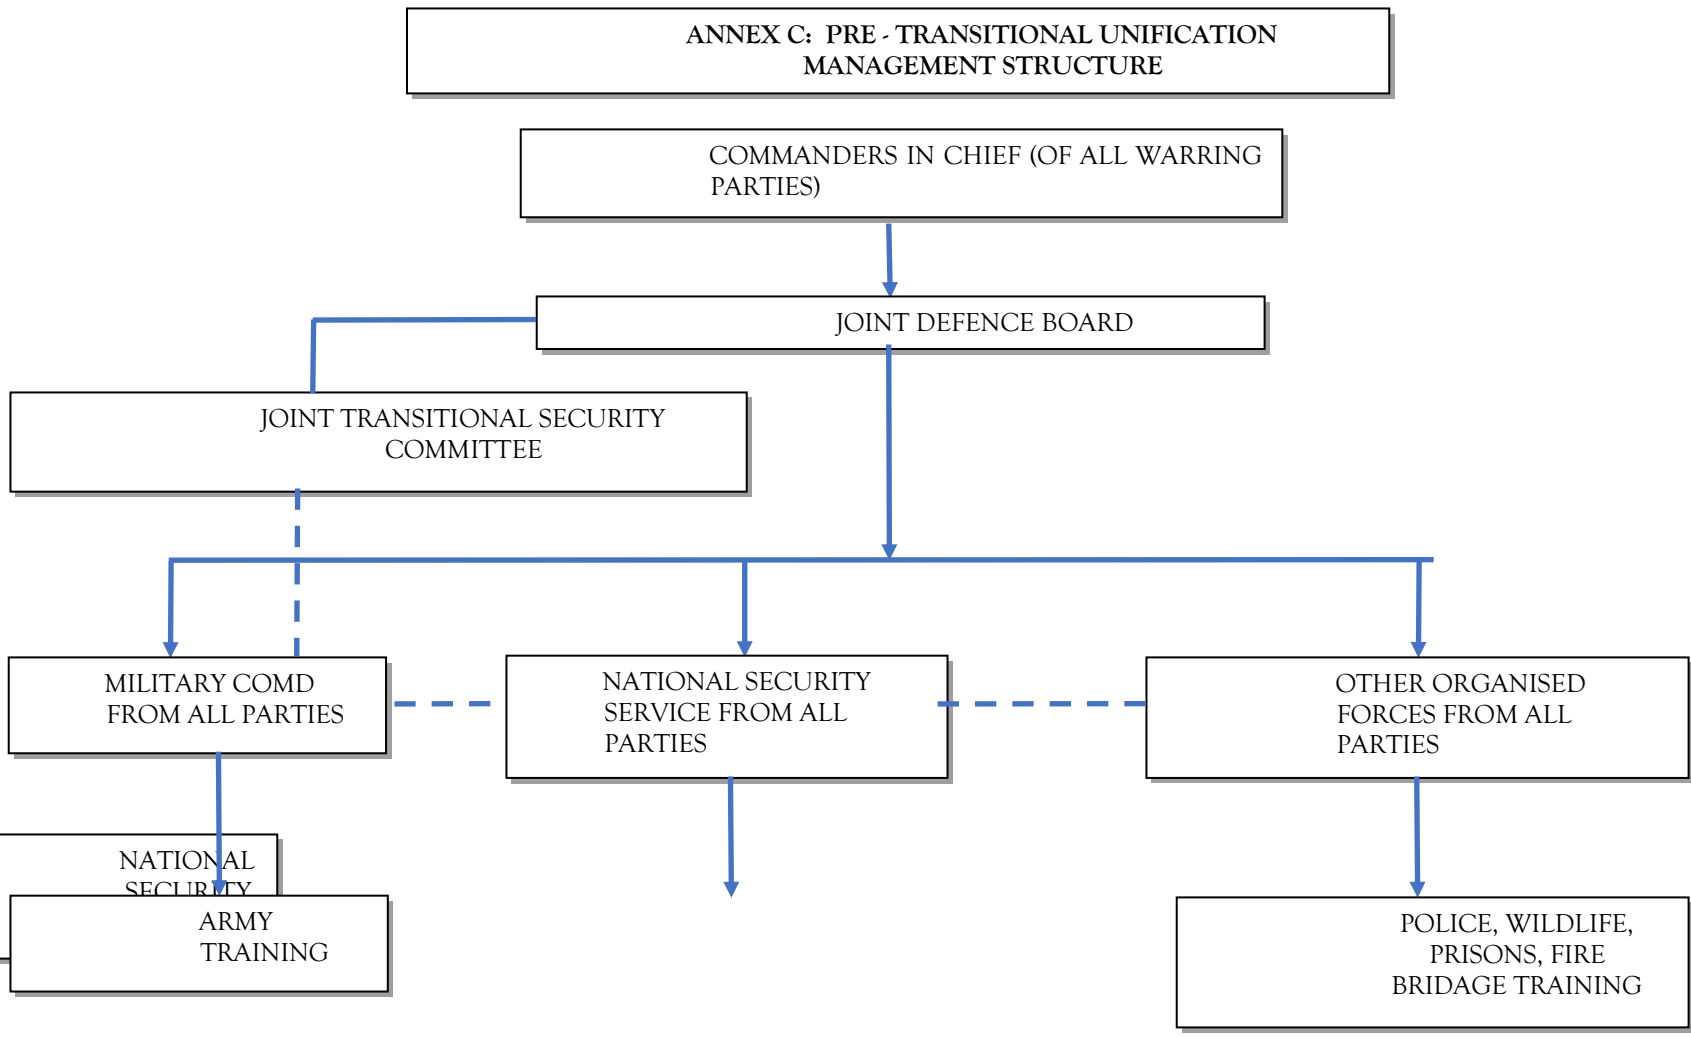 ANNEX C: PRE - TRANSITIONAL UNIFICATION
MANAGEMENT STRUCTURE
COMMANDERS IN CHIEF (OF ALL WARRING
PARTIES)
JOINT DEFENCE BOARD
JOINT TRANSITIONAL SECURITY
COMMITTEE
MILITARY COMD
FROM ALL PARTIES
NATIONAL SECURITY
SERVICE FROM ALL
PARTIES
OTHER ORGANISED
FORCES FROM ALL
PARTIES
NATIONAL
SECURITY
ARMY
TRAINING
POLICE, WILDLIFE,
PRISONS, FIRE
BRIDAGE TRAINING